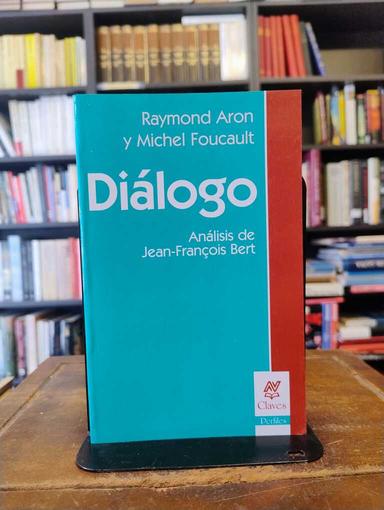 Raymond Aron
y Michel Foucault
Diálogo
Análisis de
Jean-François Bert
Claves
Perfiles